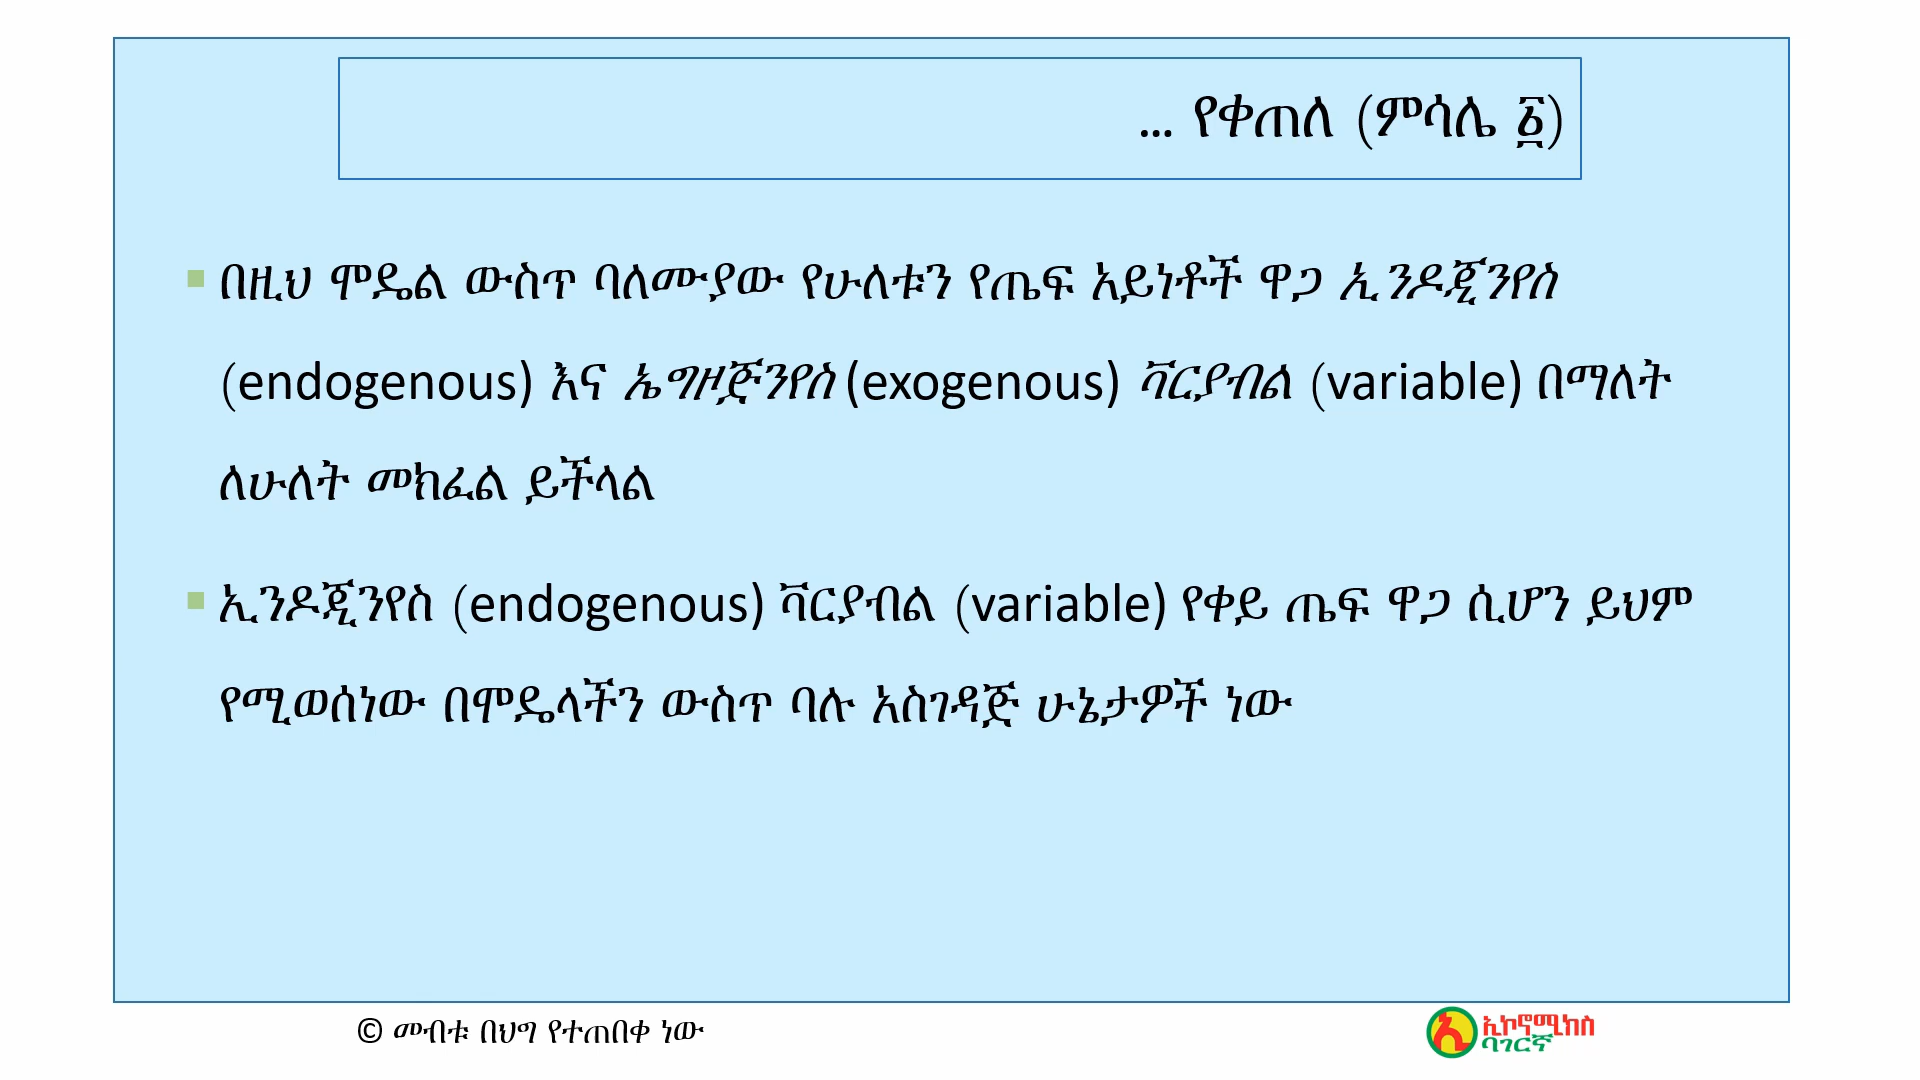 ... የቀጠለ (ምሳሌ ፩)
በዚህ ሞዴል ውስጥ ባለሙያው የሁለቱን የጤፍ አይነቶች ዋጋ ኢንዶጂንየስ
(endogenous) እና ኤግዞጅንየስ (exogenous) ቫርያብል (variable) በማለት
ለሁለት መክፈል ይችላል
ኢንዶጂንየስ (endogenous) ቫርያብል (variable) የቀይ ጤፍ ዋጋ ሲሆን ይህም
የሚወሰነው በሞዴላችን ውስጥ ባሉ አስገዳጅ ሁኔታዎች ነው
© መብቱ በህግ የተጠበቀ ነው
ኢኮኖሚክስ
ባገርኛ